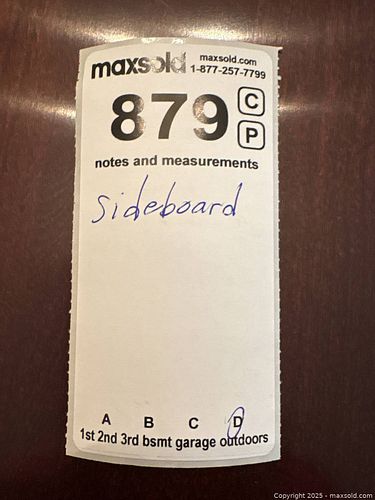 maxsold maxsold.com
1-877-257-7799
879 C
P
notes and measurements
sideboard
A B C D
1st 2nd 3rd bsmt garage outdoors
Copyright © 2025 - maxsold.com